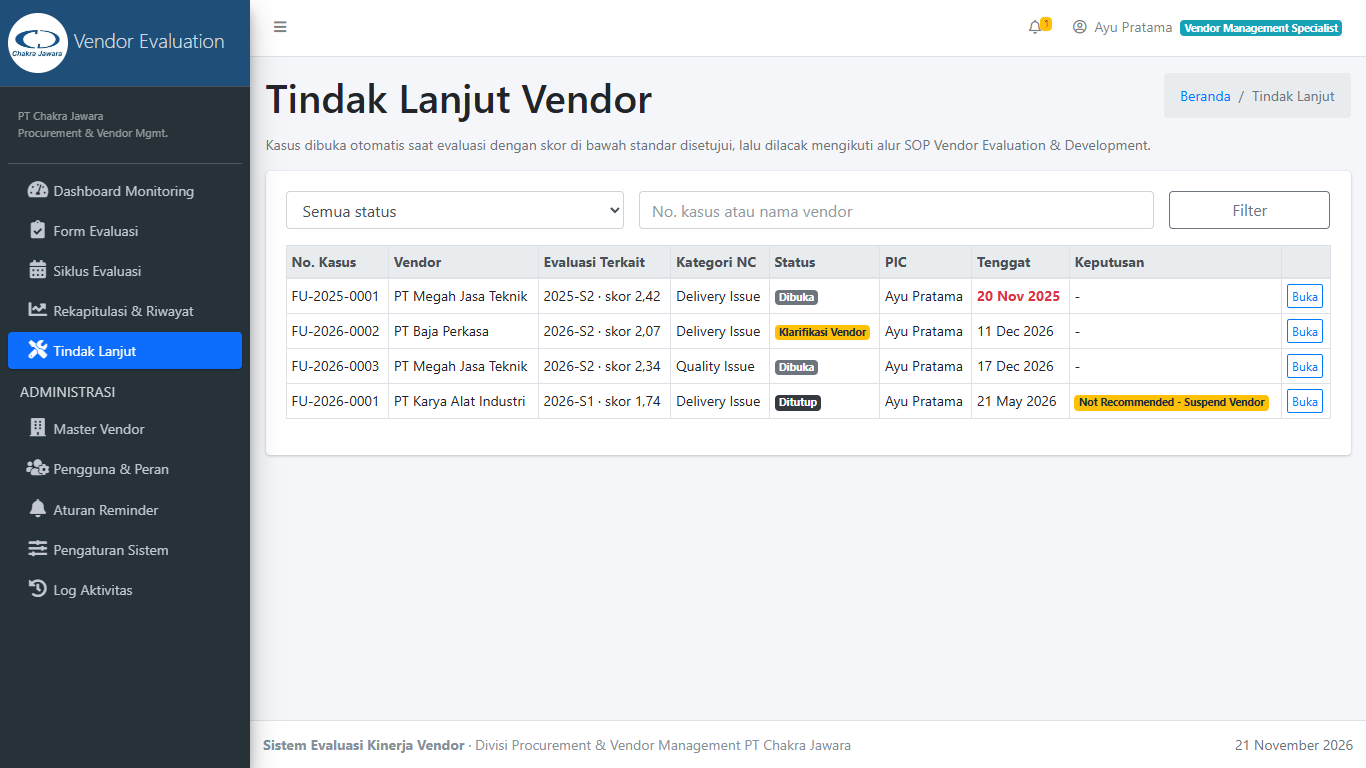 Chakra Jawara
Vendor Evaluation
PT Chakra Jawara
Procurement & Vendor Mgmt.
Dashboard Monitoring
Form Evaluasi
Siklus Evaluasi
Rekapitulasi & Riwayat
Tindak Lanjut
ADMINISTRASI
Master Vendor
Pengguna & Peran
Aturan Reminder
Pengaturan Sistem
Log Aktivitas
1
Ayu Pratama Vendor Management Specialist
Tindak Lanjut Vendor
Beranda / Tindak Lanjut
Kasus dibuka otomatis saat evaluasi dengan skor di bawah standar disetujui, lalu dilacak mengikuti alur SOP Vendor Evaluation & Development.
Semua status No. kasus atau nama vendor Filter
No. Kasus Vendor Evaluasi Terkait Kategori NC Status PIC Tenggat Keputusan
FU-2025-0001 PT Megah Jasa Teknik 2025-S2 · skor 2,42 Delivery Issue Dibuka Ayu Pratama 20 Nov 2025 - Buka
FU-2026-0002 PT Baja Perkasa 2026-S2 · skor 2,07 Delivery Issue Klarifikasi Vendor Ayu Pratama 11 Dec 2026 - Buka
FU-2026-0003 PT Megah Jasa Teknik 2026-S2 · skor 2,34 Quality Issue Dibuka Ayu Pratama 17 Dec 2026 - Buka
FU-2026-0001 PT Karya Alat Industri 2026-S1 · skor 1,74 Delivery Issue Ditutup Ayu Pratama 21 May 2026 Not Recommended - Suspend Vendor Buka
Sistem Evaluasi Kinerja Vendor · Divisi Procurement & Vendor Management PT Chakra Jawara
21 November 2026